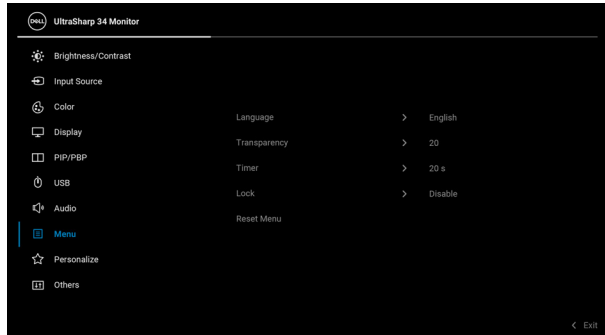 DELL UltraSharp 34 Monitor
Brightness/Contrast
Input Source
Color
Display
PIP/PBP
USB
Audio
Menu
Personalize
Others
Language > English
Transparency > 20
Timer > 20 s
Lock > Disable
Reset Menu
< Exit